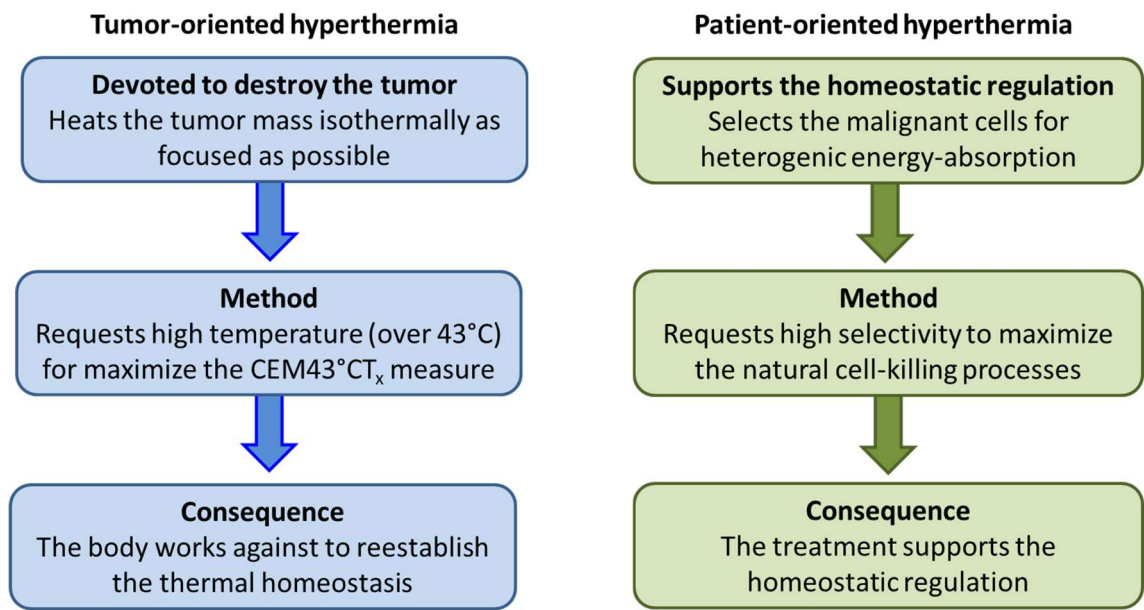 Tumor-oriented hyperthermia
Devoted to destroy the tumor
Heats the tumor mass isothermally as
focused as possible
Method
Requests high temperature (over 43°C)
for maximize the CEM43°CTₓ measure
Consequence
The body works against to reestablish
the thermal homeostasis
Patient-oriented hyperthermia
Supports the homeostatic regulation
Selects the malignant cells for
heterogenic energy-absorption
Method
Requests high selectivity to maximize
the natural cell-killing processes
Consequence
The treatment supports the
homeostatic regulation